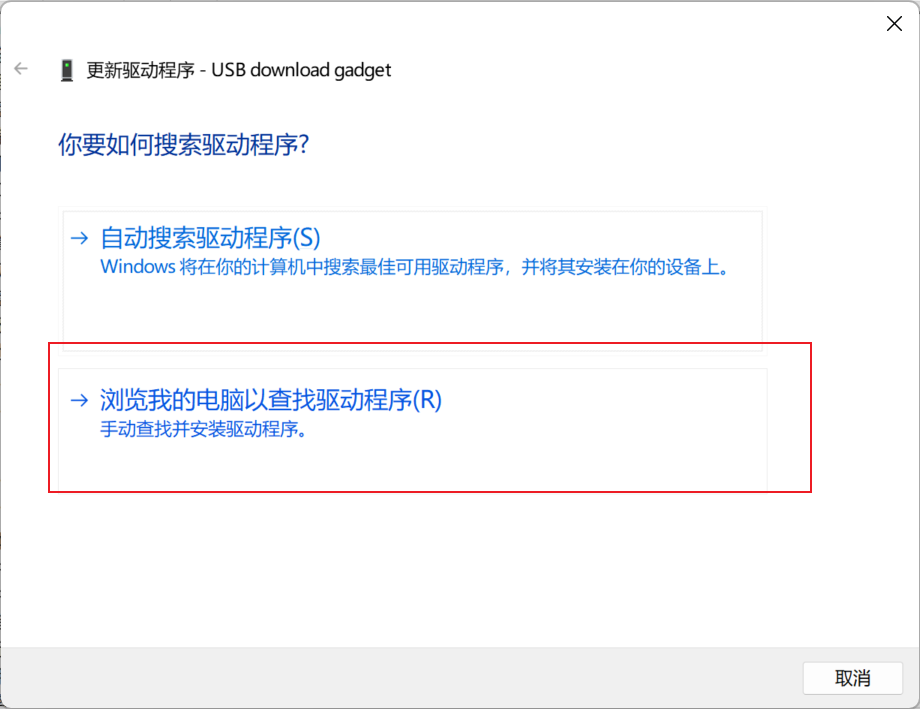 更新驱动程序 - USB download gadget
你要如何搜索驱动程序?
自动搜索驱动程序(S)
Windows 将在你的计算机中搜索最佳可用驱动程序，并将其安装在你的设备上。
浏览我的电脑以查找驱动程序(R)
手动查找并安装驱动程序。
取消